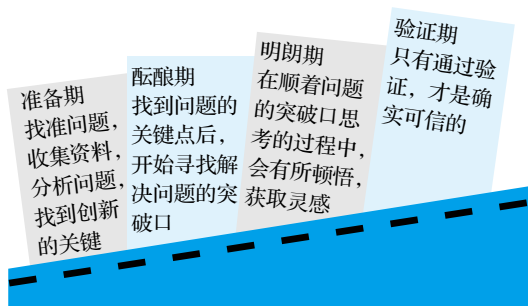 准备期
找准问题，
收集资料，
分析问题，
找到创新
的关键
酝酿期
找到问题的
关键点后，
开始寻找解
决问题的突
破口
明朗期
在顺着问题
的突破口思
考的过程中，
会有所顿悟，
获取灵感
验证期
只有通过验
证，才是确
实可信的